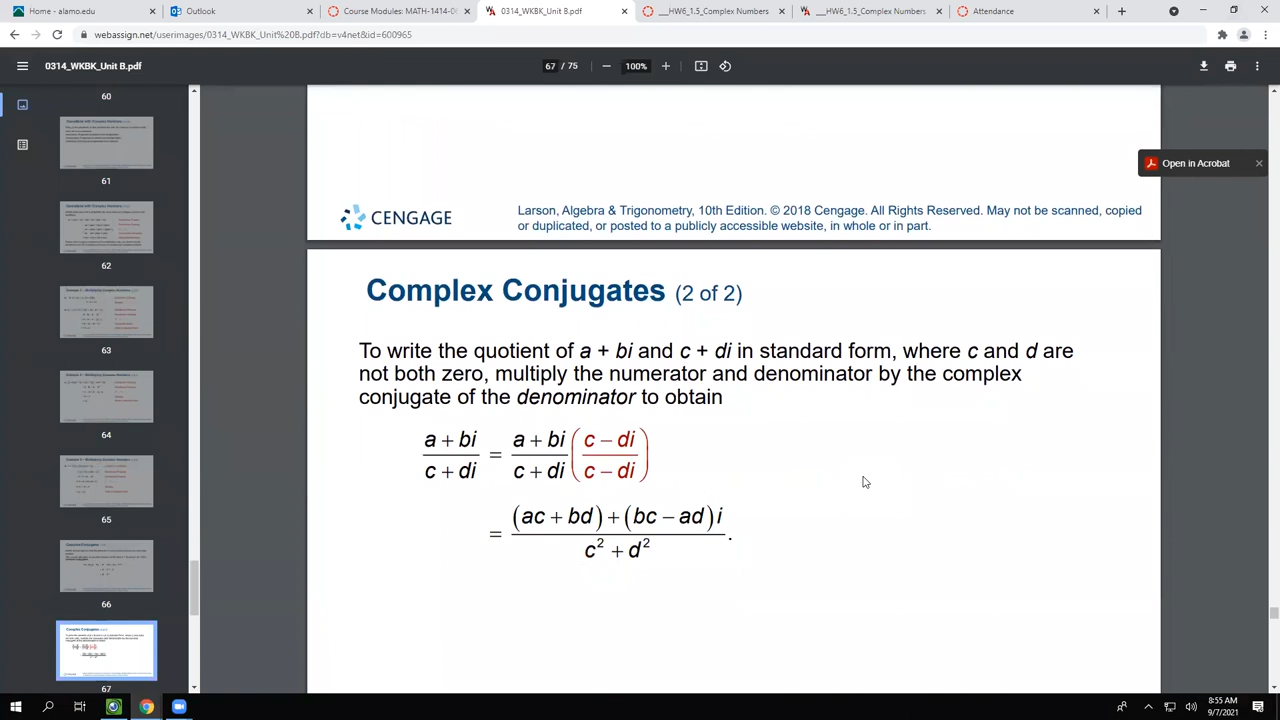 Home - alamo.edu
Outlook
Course Modules: MATH-1414-0
0314_WKBK_Unit B.pdf
__HW6_1.5_Complex Numbers
__HW6_1.5_Complex Numbers
Attendance
webassign.net/userimages/0314_WKBK_Unit%20B.pdf?db=v4net&id=600965
0314_WKBK_Unit B.pdf
67 / 75
100%
60
61
62
63
64
65
66
67
Open in Acrobat
CENGAGE
Larson, Algebra & Trigonometry, 10th Edition. © 2018 Cengage. All Rights Reserved. May not be scanned, copied
or duplicated, or posted to a publicly accessible website, in whole or in part.
Complex Conjugates (2 of 2)
To write the quotient of a + bi and c + di in standard form, where c and d are
not both zero, multiply the numerator and denominator by the complex
conjugate of the denominator to obtain
(a + bi)/(c + di) = (a + bi)/(c + di) ((c − di)/(c − di))
= ((ac + bd) + (bc − ad)i)/(c² + d²).
8:55 AM
9/7/2021